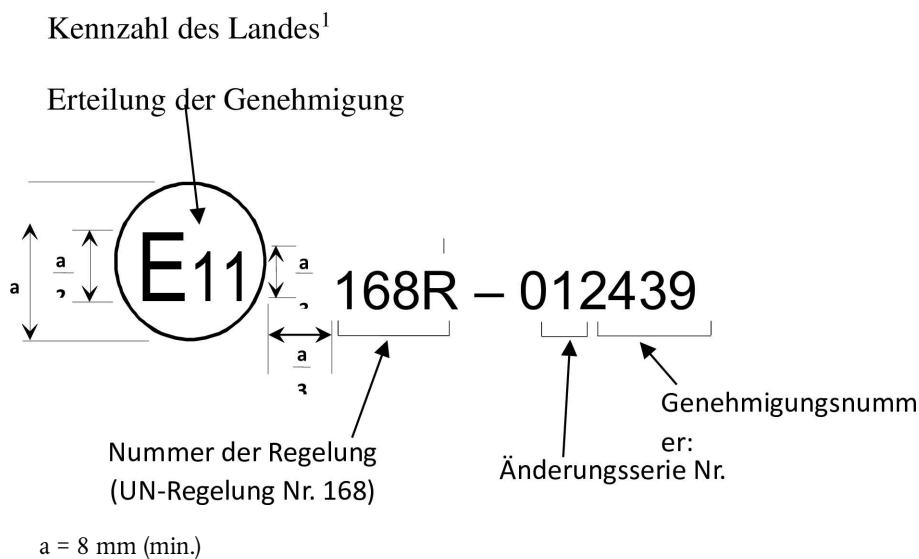 Kennzahl des Landes¹
Erteilung der Genehmigung
a
a
E11
a
168R – 012439
a
3
Genehmigungsnumm
er:
Nummer der Regelung
(UN-Regelung Nr. 168)
Änderungsserie Nr.
a = 8 mm (min.)